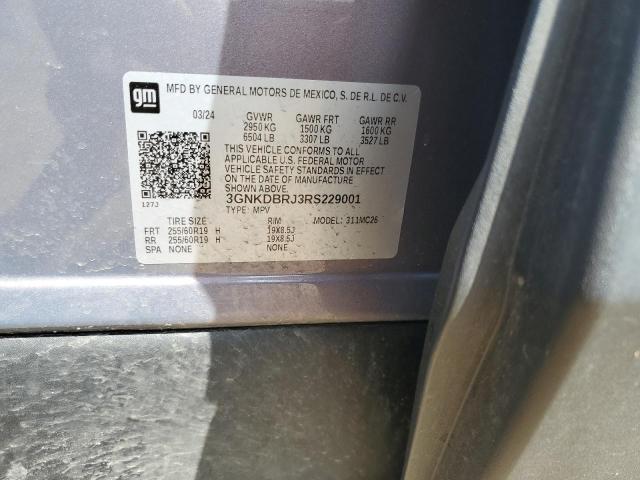 gm
MFD BY GENERAL MOTORS DE MEXICO, S. DE R.L. DE C.V.
03/24 GVWR GAWR FRT GAWR RR
2950 KG 1500 KG 1600 KG
6504 LB 3307 LB 3527 LB
THIS VEHICLE CONFORMS TO ALL
APPLICABLE U.S. FEDERAL MOTOR
VEHICLE SAFETY STANDARDS IN EFFECT
ON THE DATE OF MANUFACTURE
SHOWN ABOVE.
3GNKDBRJ3RS229001
127J TYPE: MPV MODEL: 311MC26
TIRE SIZE RIM
FRT 255/60R19 H 19X8.5J
RR 255/60R19 H 19X8.5J
SPA NONE NONE